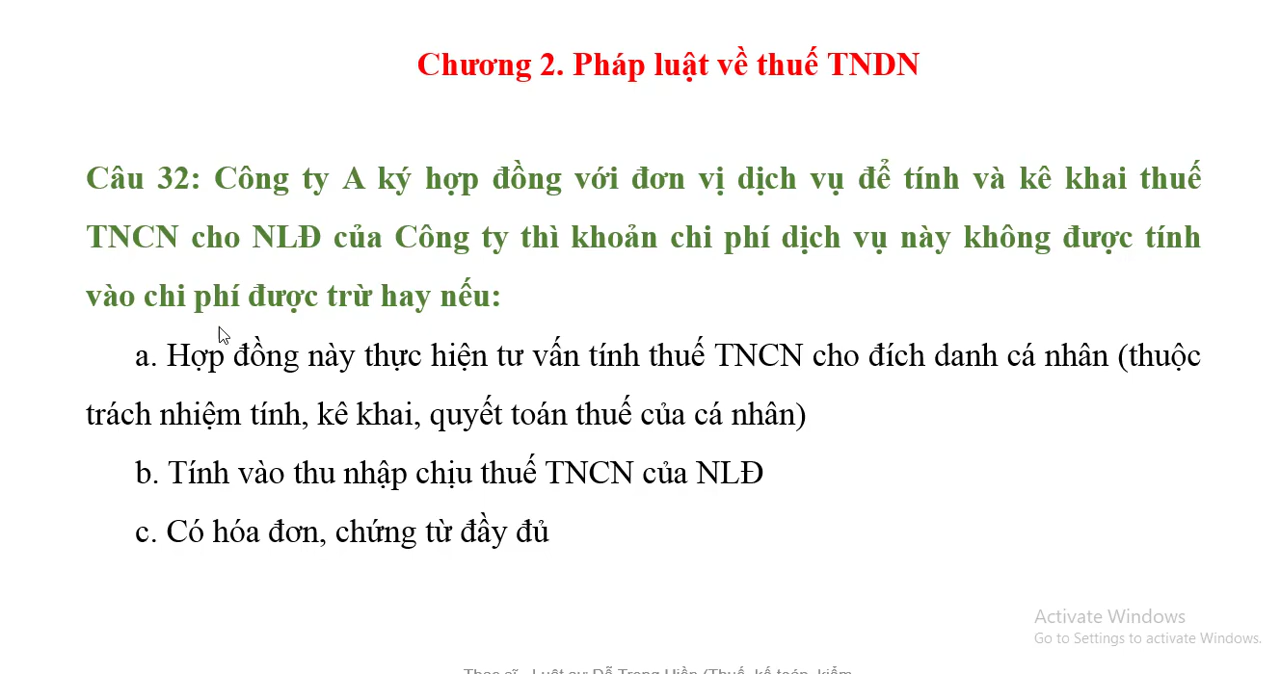 Chương 2. Pháp luật về thuế TNDN
Câu 32: Công ty A ký hợp đồng với đơn vị dịch vụ để tính và kê khai thuế
TNCN cho NLĐ của Công ty thì khoản chi phí dịch vụ này không được tính
vào chi phí được trừ hay nếu:
a. Hợp đồng này thực hiện tư vấn tính thuế TNCN cho đích danh cá nhân (thuộc
trách nhiệm tính, kê khai, quyết toán thuế của cá nhân)
b. Tính vào thu nhập chịu thuế TNCN của NLĐ
c. Có hóa đơn, chứng từ đầy đủ
Activate Windows
Go to Settings to activate Windows.